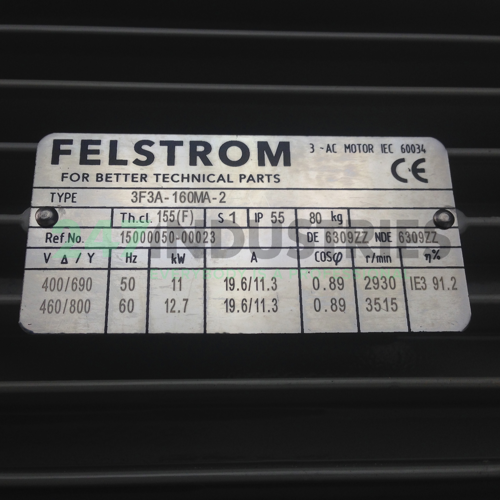 FELSTROM
FOR BETTER TECHNICAL PARTS
3 ~AC MOTOR IEC 60034
CE
TYPE 3F3A-160MA-2
Th.cl. 155(F) S1 IP 55 80 kg
Ref.No. 15000050-00023 DE 6309ZZ NDE 6309ZZ
V Δ / Y Hz kW A COSφ r/min η%
400/690 50 11 19.6/11.3 0.89 2930 IE3 91.2
460/800 60 12.7 19.6/11.3 0.89 3515